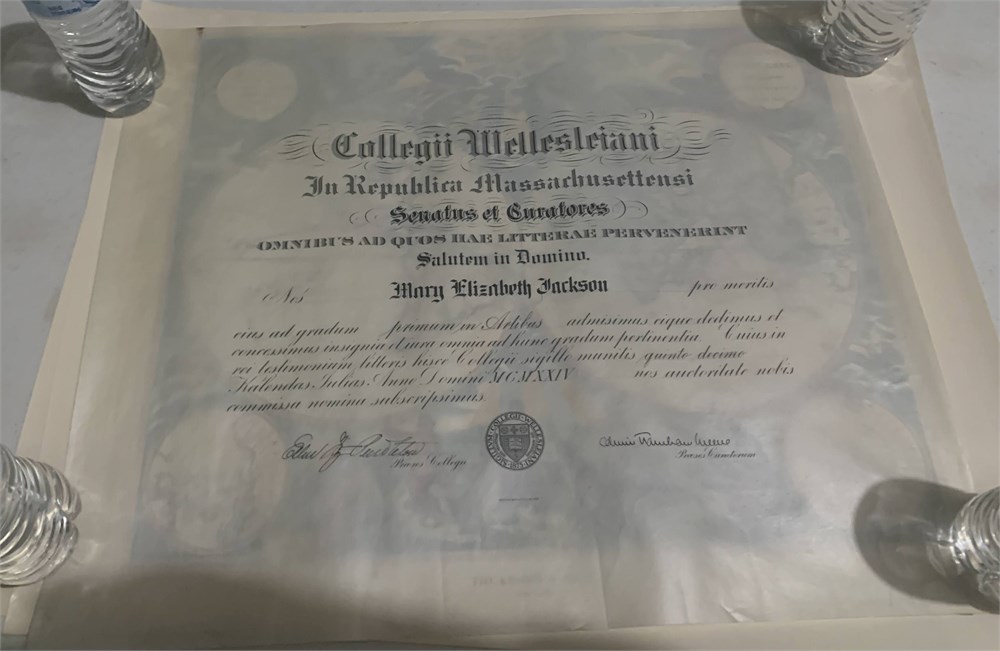 Collegii Wellesleiani
In Republica Massachusettensi
Senatus et Curatores
OMNIBUS AD QUOS HAE LITTERAE PERVENERINT
Salutem in Domino.
Nos Mary Elizabeth Jackson pro meritis
eius ad gradum primum in Artibus admisimus eique dedimus et
concessimus insignia et iura omnia ad hunc gradum pertinentia Cuius in
rei testimonium litteris hisce Collegii sigillo munitis quinto decimo
Kalendas Iulias Anno Domini MCMXXIV nos auctoritate nobis
commissa nomina subscripsimus.
Praeses Collegii
Praeses Curatorum